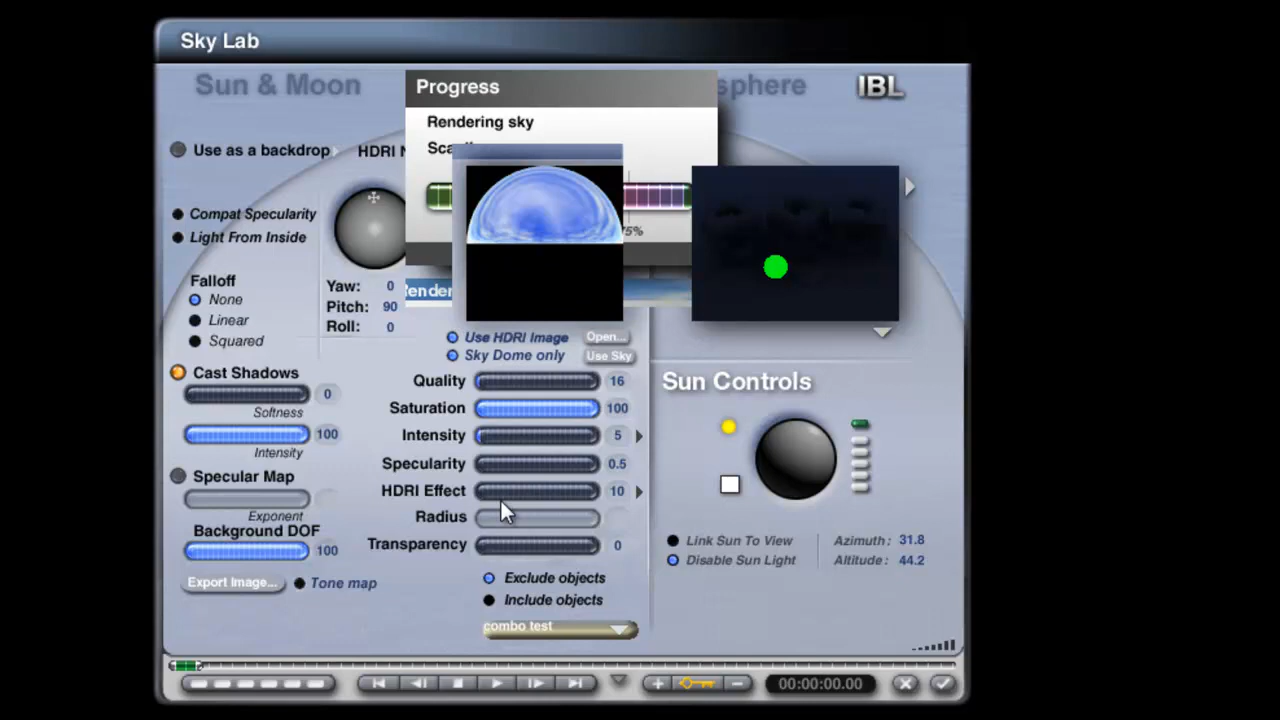 Sky Lab
Sun & Moon
sphere
IBL
Progress
Rendering sky
Use as a backdrop
HDRI
75%
Compat Specularity
Light From Inside
Falloff
None
Linear
Squared
Yaw: 0
Pitch: 90
Roll: 0
Use HDRI Image
Open...
Sky Dome only
Use Sky
Cast Shadows
0
Softness
100
Intensity
Specular Map
Exponent
Background DOF
100
Export Image...
Tone map
Quality 16
Saturation 100
Intensity 5
Specularity 0.5
HDRI Effect 10
Radius
Transparency 0
Exclude objects
Include objects
combo test
Sun Controls
Link Sun To View
Disable Sun Light
Azimuth: 31.8
Altitude: 44.2
00:00:00.00